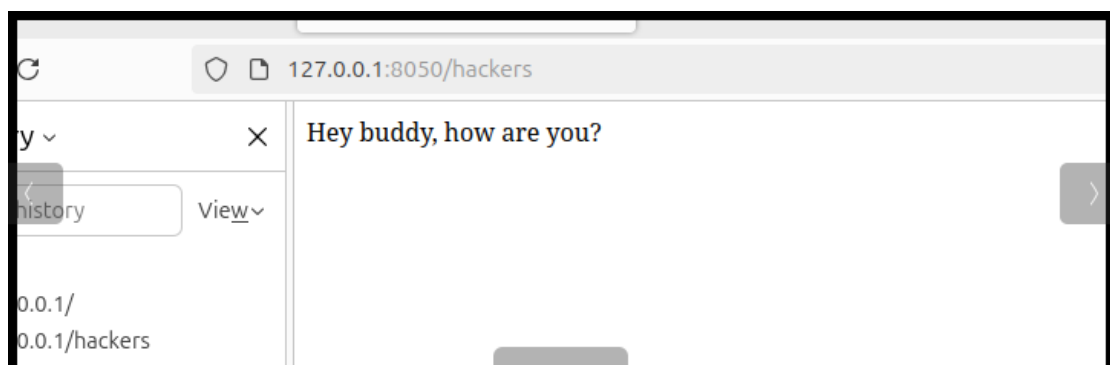 127.0.0.1:8050/hackers
y
Hey buddy, how are you?
history
View
0.0.1/
0.0.1/hackers